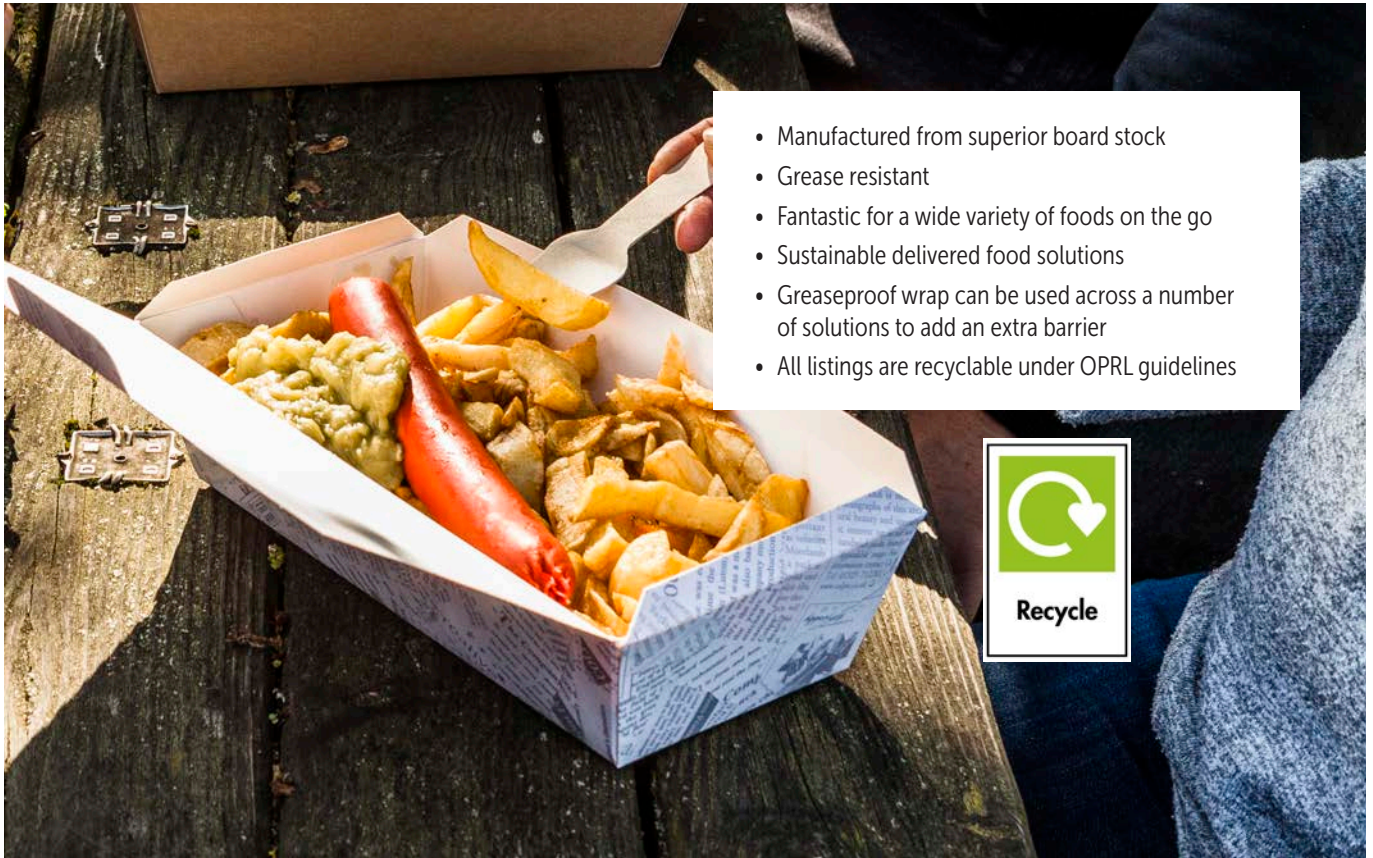 • Manufactured from superior board stock
• Grease resistant
• Fantastic for a wide variety of foods on the go
• Sustainable delivered food solutions
• Greaseproof wrap can be used across a number
of solutions to add an extra barrier
• All listings are recyclable under OPRL guidelines
Recycle